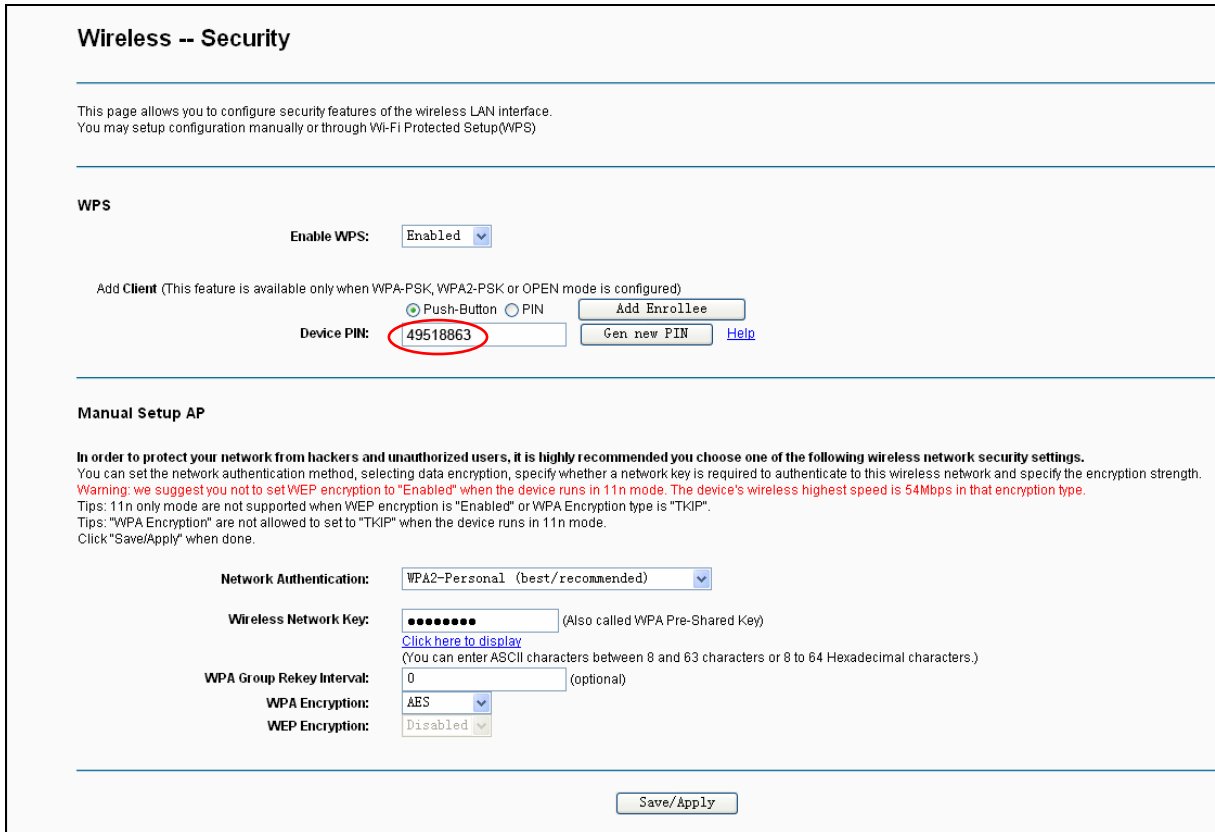 Wireless -- Security
This page allows you to configure security features of the wireless LAN interface.
You may setup configuration manually or through Wi-Fi Protected Setup(WPS)
WPS
Enable WPS: Enabled
Add Client (This feature is available only when WPA-PSK, WPA2-PSK or OPEN mode is configured)
Push-Button PIN Add Enrollee
Device PIN: 49518863 Gen new PIN Help
Manual Setup AP
In order to protect your network from hackers and unauthorized users, it is highly recommended you choose one of the following wireless network security settings.
You can set the network authentication method, selecting data encryption, specify whether a network key is required to authenticate to this wireless network and specify the encryption strength.
Warning: we suggest you not to set WEP encryption to "Enabled" when the device runs in 11n mode. The device's wireless highest speed is 54Mbps in that encryption type.
Tips: 11n only mode are not supported when WEP encryption is "Enabled" or WPA Encryption type is "TKIP".
Tips: "WPA Encryption" are not allowed to set to "TKIP" when the device runs in 11n mode.
Click "Save/Apply" when done.
Network Authentication: WPA2-Personal (best/recommended)
Wireless Network Key: •••••••• (Also called WPA Pre-Shared Key)
Click here to display
(You can enter ASCII characters between 8 and 63 characters or 8 to 64 Hexadecimal characters.)
WPA Group Rekey Interval: 0 (optional)
WPA Encryption: AES
WEP Encryption: Disabled
Save/Apply